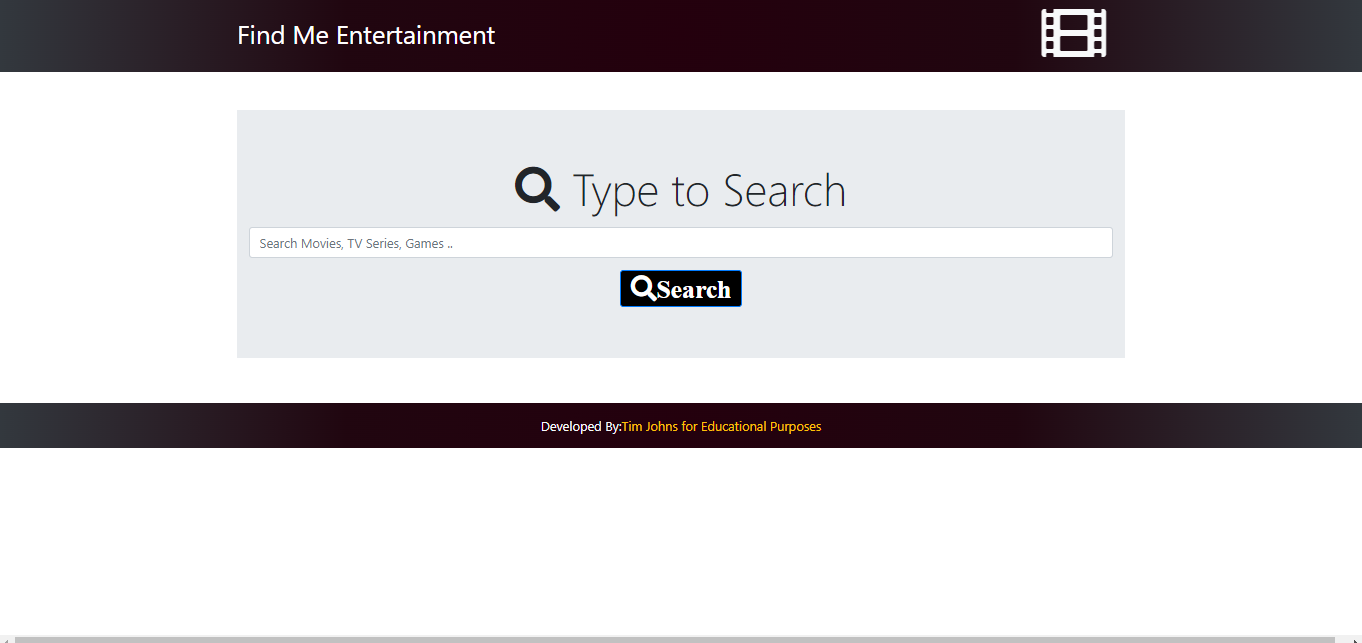 Find Me Entertainment
Type to Search
Search Movies, TV Series, Games ..
Search
Developed By:Tim Johns for Educational Purposes